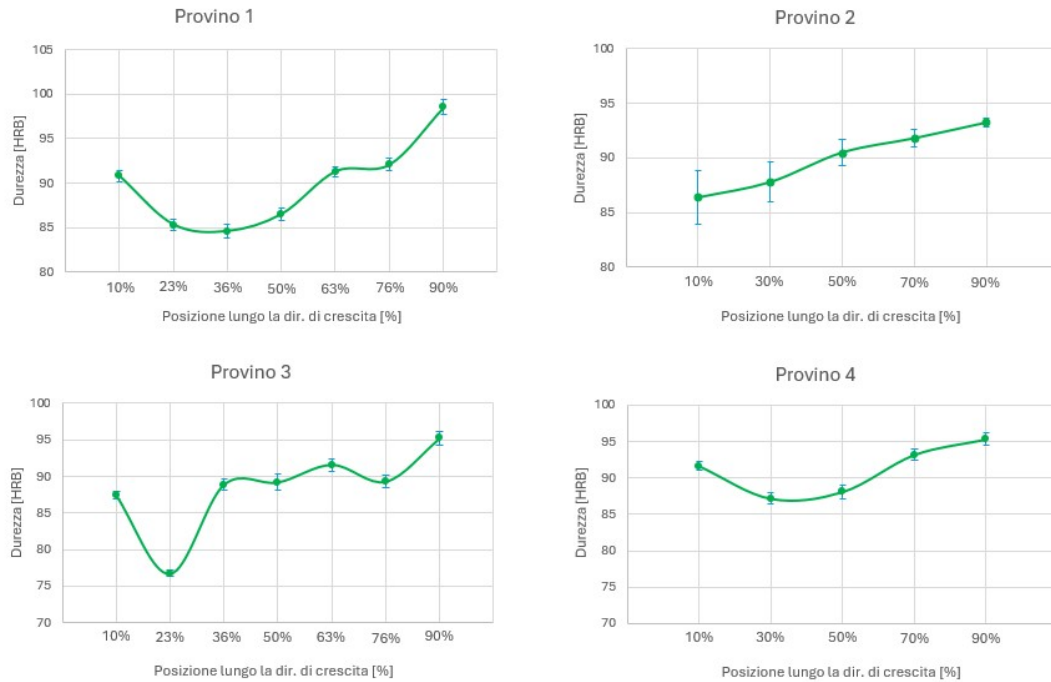 Provino 1
105
100
95
90
85
80
Durezza [HRB]
10% 23% 36% 50% 63% 76% 90%
Posizione lungo la dir. di crescita [%]
Provino 2
100
95
90
85
80
Durezza [HRB]
10% 30% 50% 70% 90%
Posizione lungo la dir. di crescita [%]
Provino 3
100
95
90
85
80
75
70
Durezza [HRB]
10% 23% 36% 50% 63% 76% 90%
Posizione lungo la dir. di crescita [%]
Provino 4
100
95
90
85
80
75
70
Durezza [HRB]
10% 30% 50% 70% 90%
Posizione lungo la dir. di crescita [%]